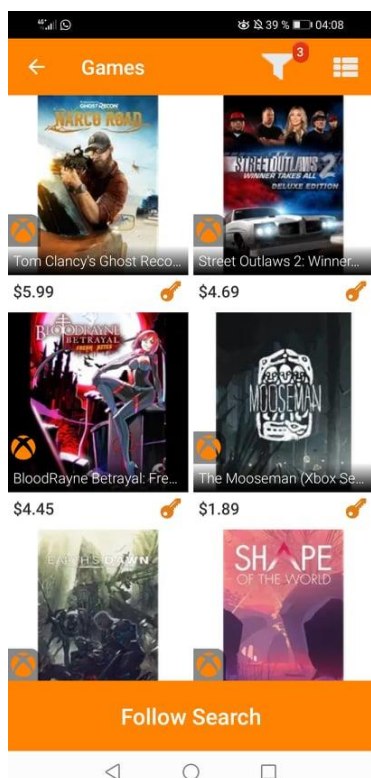 39 % 04:08
Games
3
GHOST RECON
NARCO ROAD
STREET OUTLAWS 2
WINNER TAKES ALL
DELUXE EDITION
Tom Clancy's Ghost Reco...
Street Outlaws 2: Winner...
$5.99
$4.69
BLOODRAYNE
BETRAYAL
FRESH BITES
MOOSEMAN
BloodRayne Betrayal: Fre...
The Mooseman (Xbox Se...
$4.45
$1.89
EARTH'S DAWN
SHAPE
OF THE WORLD
Follow Search